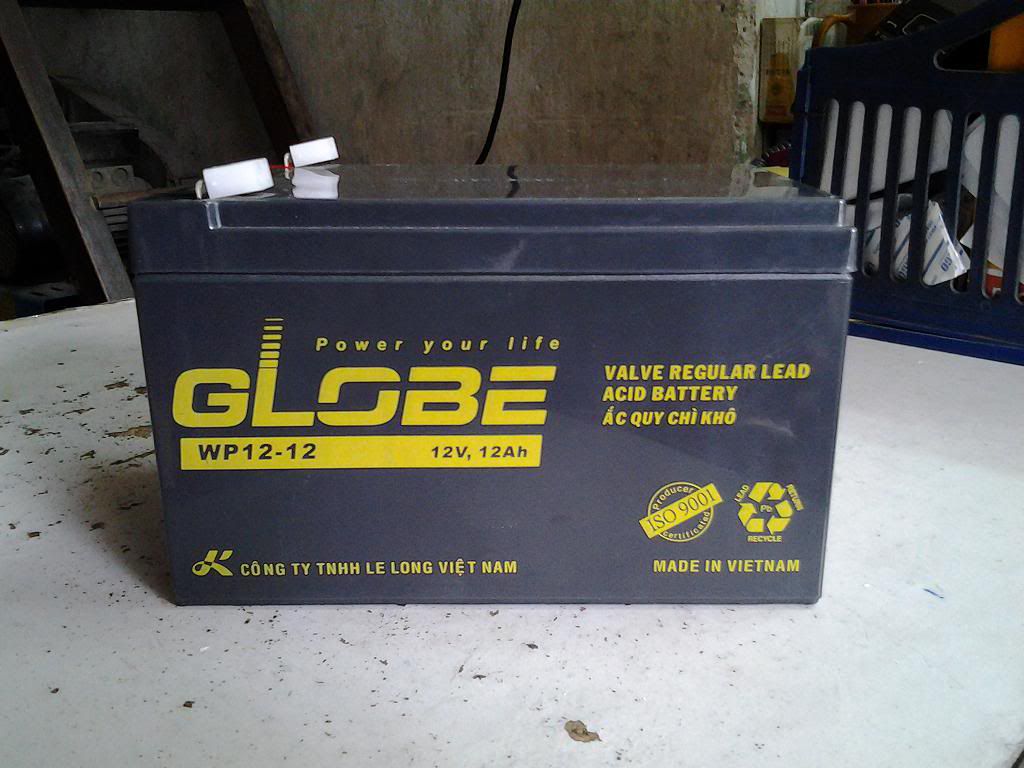 Power your life
GLOBE
WP12-12 12V, 12Ah
VALVE REGULAR LEAD
ACID BATTERY
ẮC QUY CHÌ KHÔ
Producer
ISO 9001
certificated
LEAD
RETURN
Pb
RECYCLE
CÔNG TY TNHH LE LONG VIỆT NAM
MADE IN VIETNAM